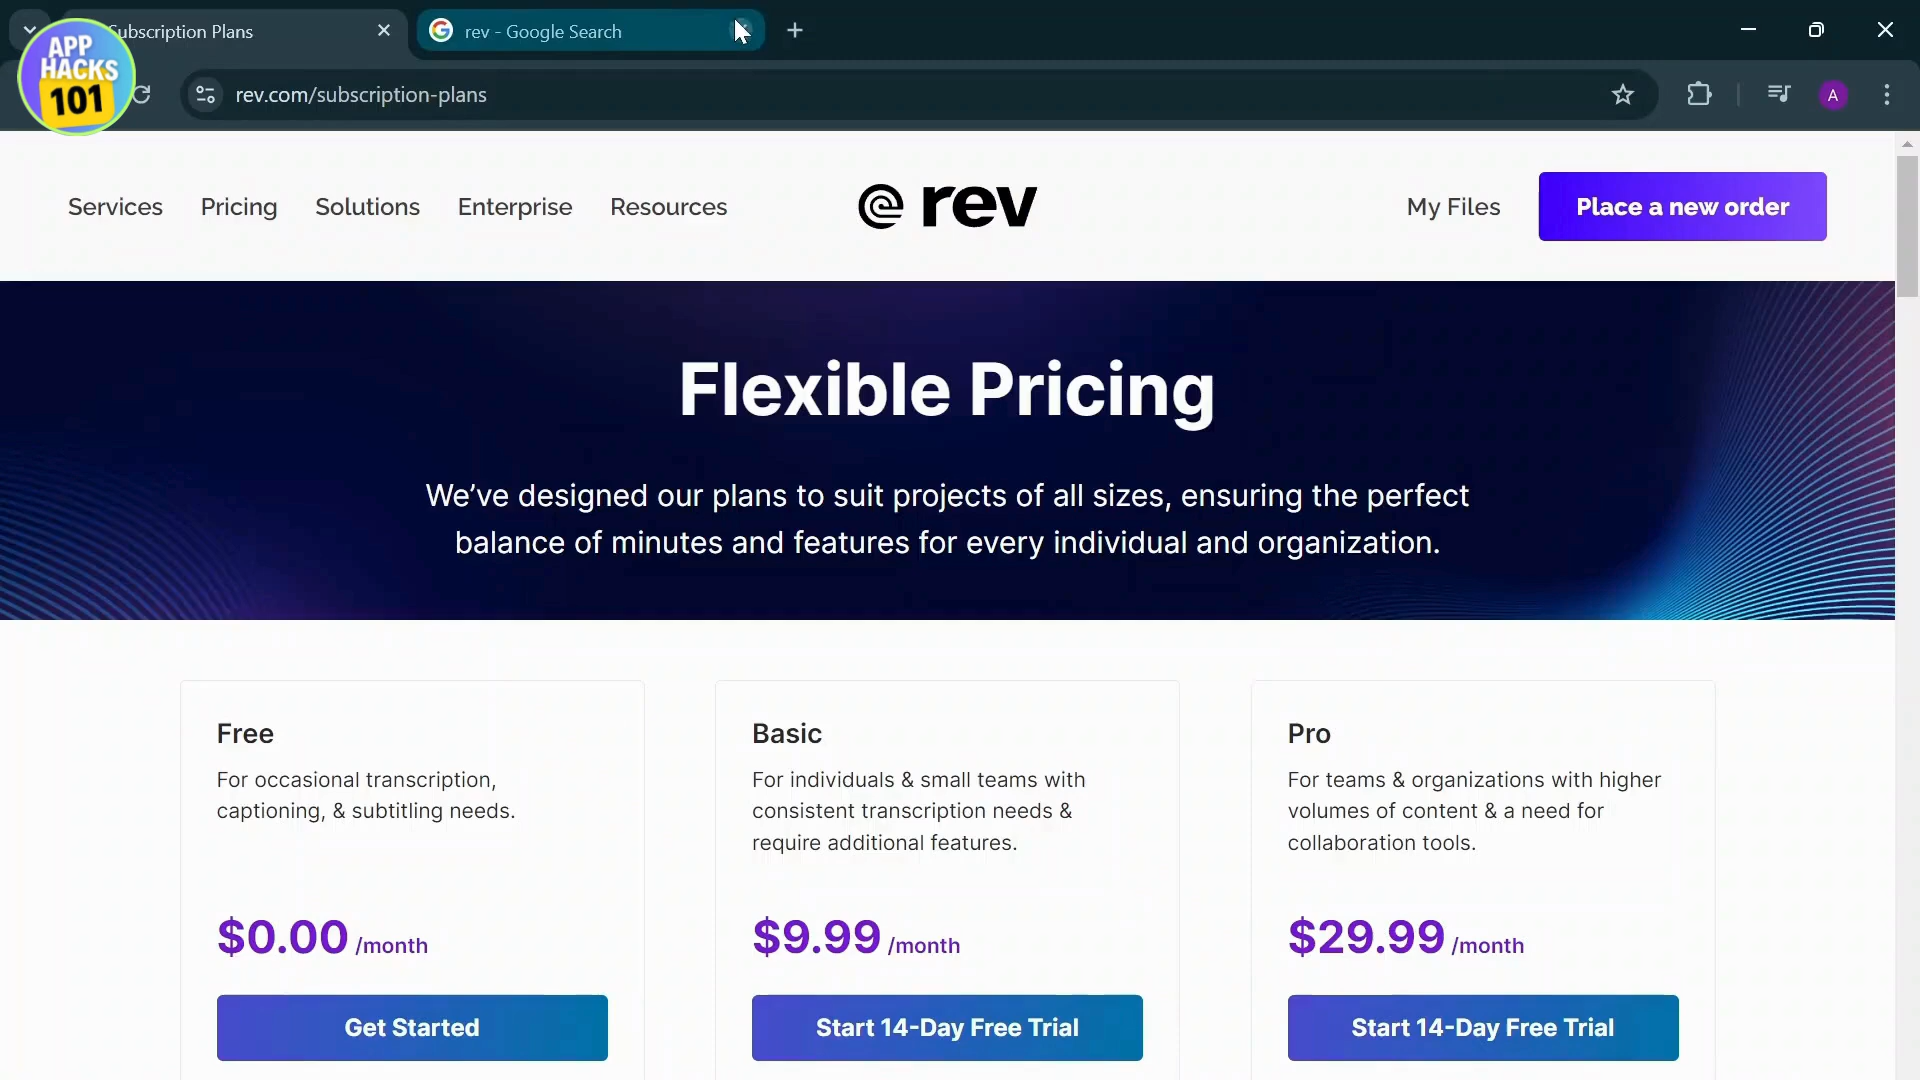 Subscription Plans
rev - Google Search
APP
HACKS
101
rev.com/subscription-plans
A
Services
Pricing
Solutions
Enterprise
Resources
rev
My Files
Place a new order
Flexible Pricing
We’ve designed our plans to suit projects of all sizes, ensuring the perfect
balance of minutes and features for every individual and organization.
Free
For occasional transcription,
captioning, & subtitling needs.
$0.00 /month
Get Started
Basic
For individuals & small teams with
consistent transcription needs &
require additional features.
$9.99 /month
Start 14-Day Free Trial
Pro
For teams & organizations with higher
volumes of content & a need for
collaboration tools.
$29.99 /month
Start 14-Day Free Trial